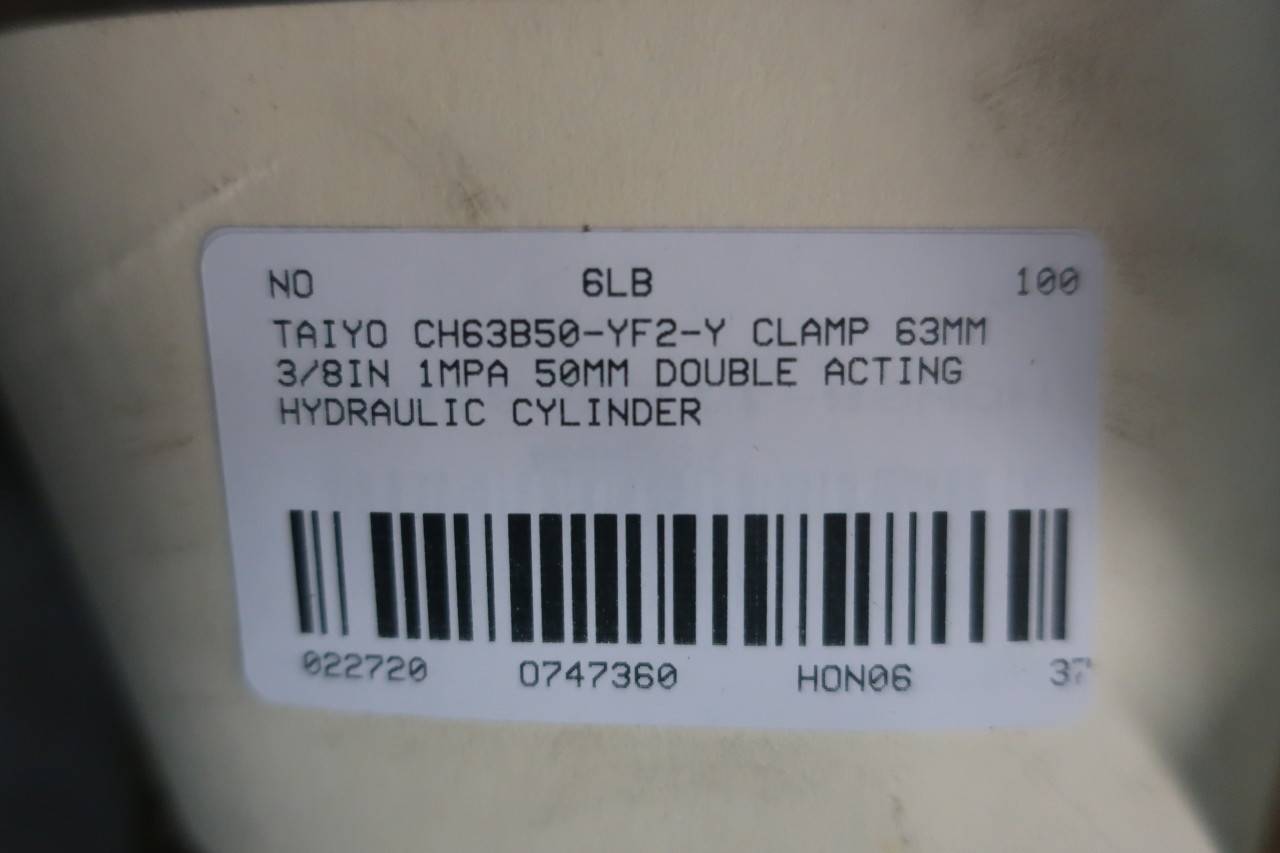 NO 6LB 100
TAIYO CH63B50-YF2-Y CLAMP 63MM
3/8IN 1MPA 50MM DOUBLE ACTING
HYDRAULIC CYLINDER
022720 0747360 HON06